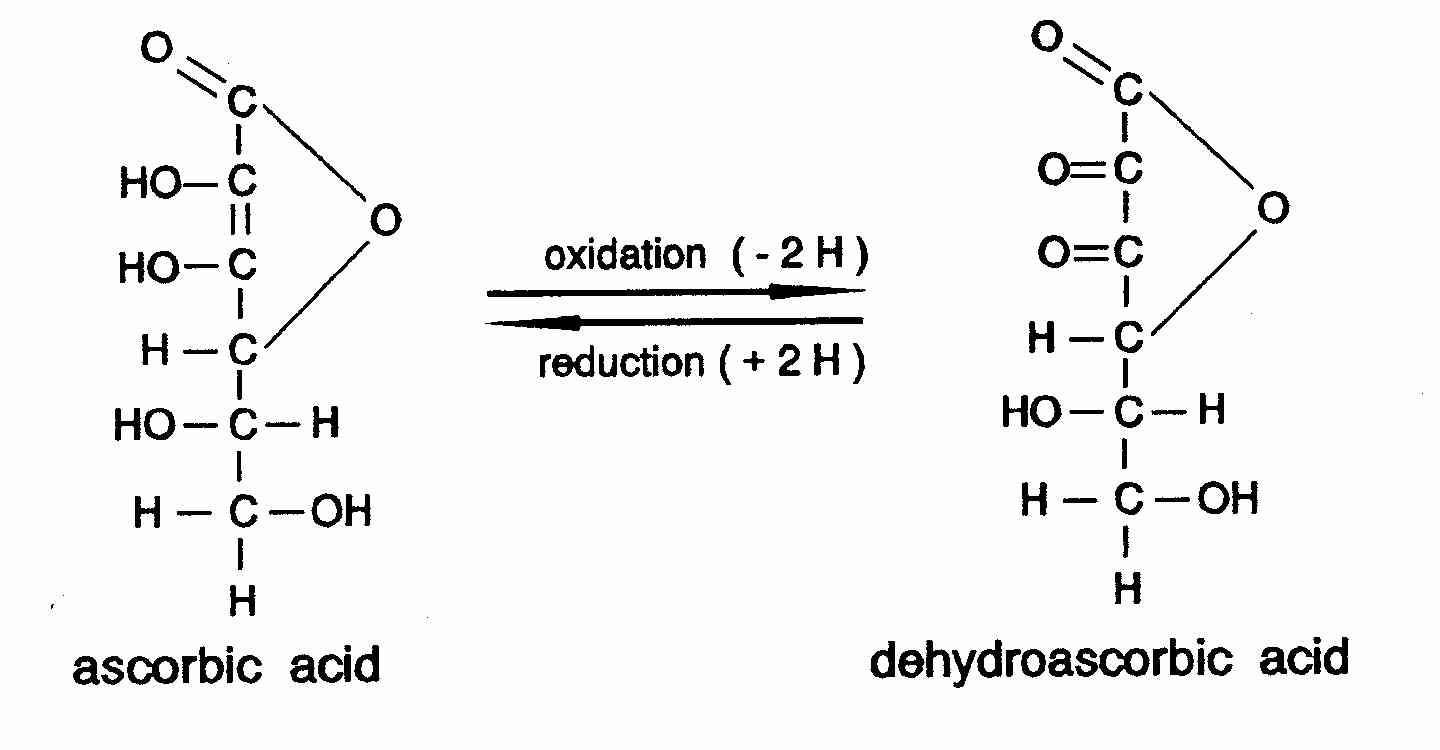 O
C
HO–C
O
HO–C
H–C
HO–C–H
H–C–OH
H
ascorbic acid
oxidation ( - 2 H )
reduction ( + 2 H )
O
C
O=C
O
O=C
H–C
HO–C–H
H–C–OH
H
dehydroascorbic acid